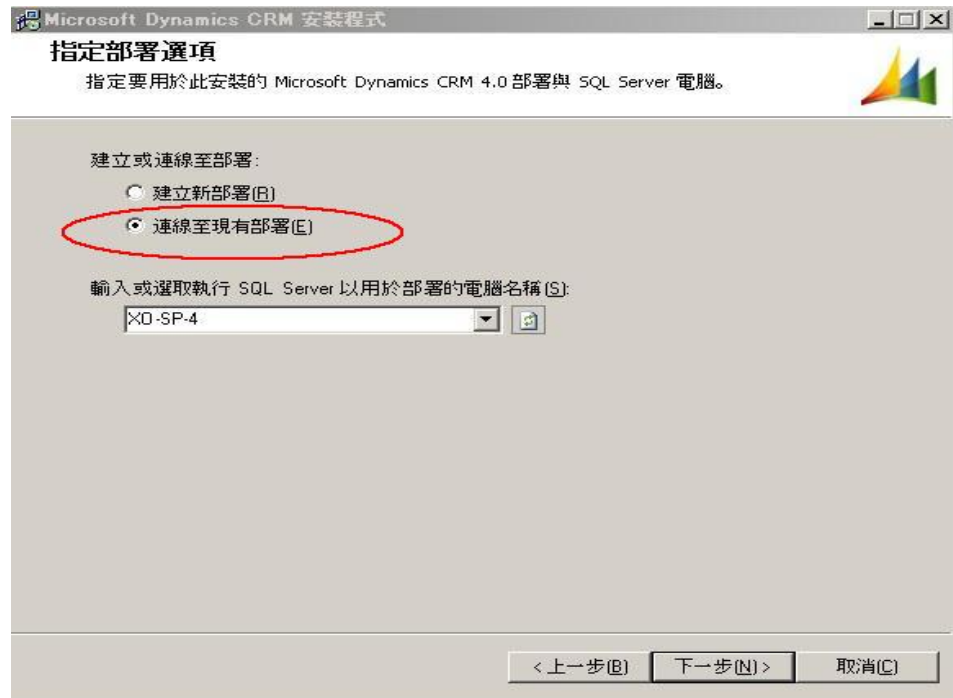 Microsoft Dynamics CRM 安裝程式
指定部署選項
指定要用於此安裝的 Microsoft Dynamics CRM 4.0 部署與 SQL Server 電腦。
建立或連線至部署:
建立新部署(R)
連線至現有部署(E)
輸入或選取執行 SQL Server 以用於部署的電腦名稱(S):
XO-SP-4
<上一步(B) 下一步(N)> 取消(C)